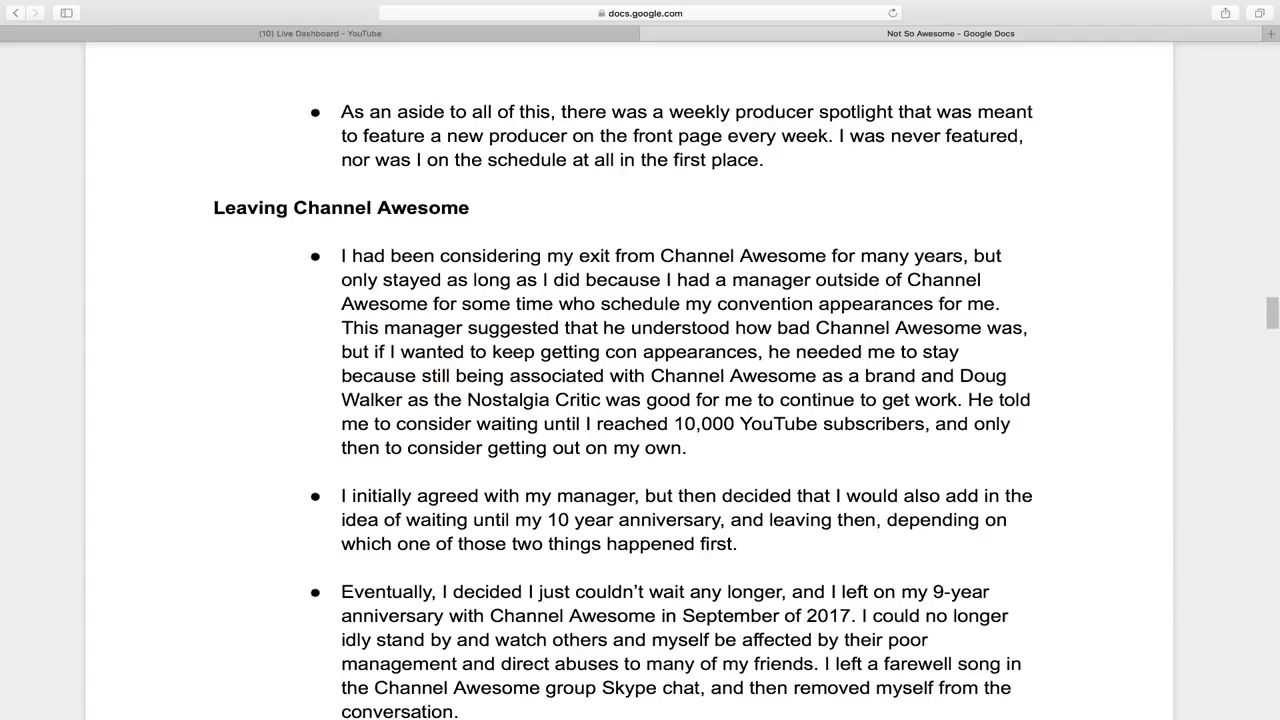 docs.google.com
(10) Live Dashboard - YouTube
Not So Awesome - Google Docs
● As an aside to all of this, there was a weekly producer spotlight that was meant
to feature a new producer on the front page every week. I was never featured,
nor was I on the schedule at all in the first place.
Leaving Channel Awesome
● I had been considering my exit from Channel Awesome for many years, but
only stayed as long as I did because I had a manager outside of Channel
Awesome for some time who schedule my convention appearances for me.
This manager suggested that he understood how bad Channel Awesome was,
but if I wanted to keep getting con appearances, he needed me to stay
because still being associated with Channel Awesome as a brand and Doug
Walker as the Nostalgia Critic was good for me to continue to get work. He told
me to consider waiting until I reached 10,000 YouTube subscribers, and only
then to consider getting out on my own.
● I initially agreed with my manager, but then decided that I would also add in the
idea of waiting until my 10 year anniversary, and leaving then, depending on
which one of those two things happened first.
● Eventually, I decided I just couldn’t wait any longer, and I left on my 9-year
anniversary with Channel Awesome in September of 2017. I could no longer
idly stand by and watch others and myself be affected by their poor
management and direct abuses to many of my friends. I left a farewell song in
the Channel Awesome group Skype chat, and then removed myself from the
conversation.